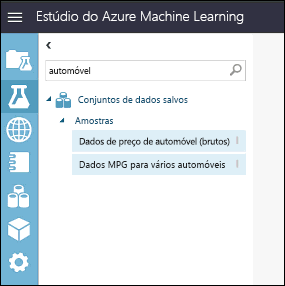 Estúdio do Azure Machine Learning
automóvel
Conjuntos de dados salvos
Amostras
Dados de preço de automóvel (brutos)
Dados MPG para vários automóveis